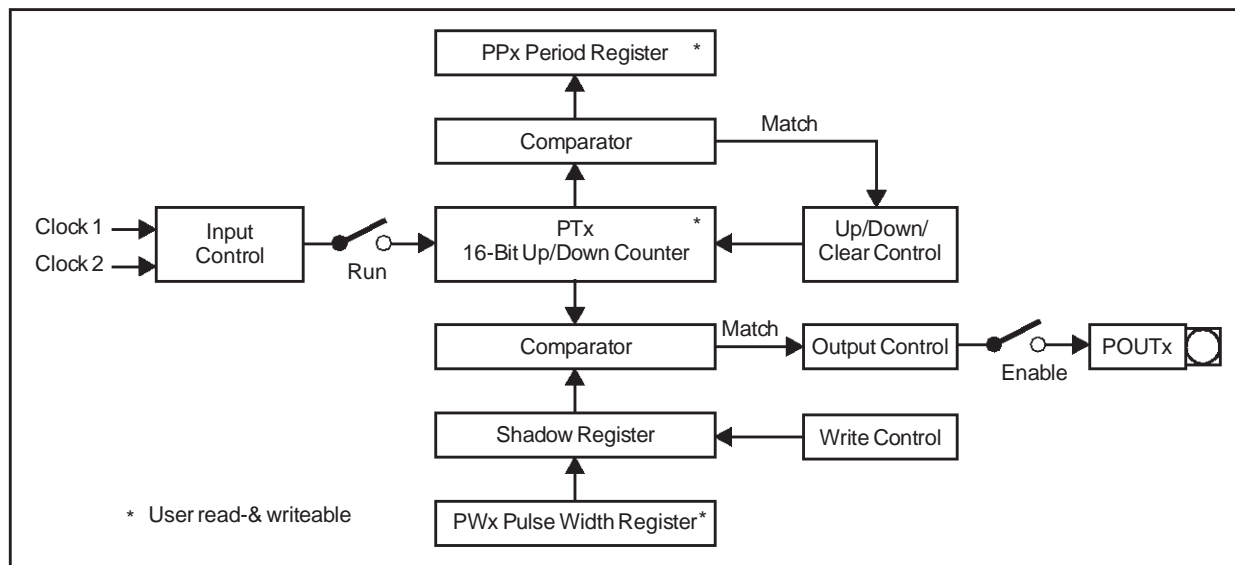 PPx Period Register *
Comparator
Match
Clock 1
Clock 2
Input
Control
Run
PTx *
16-Bit Up/Down Counter
Up/Down/
Clear Control
Comparator
Match
Output Control
Enable
POUTx
Shadow Register
Write Control
* User read-& writeable
PWx Pulse Width Register*